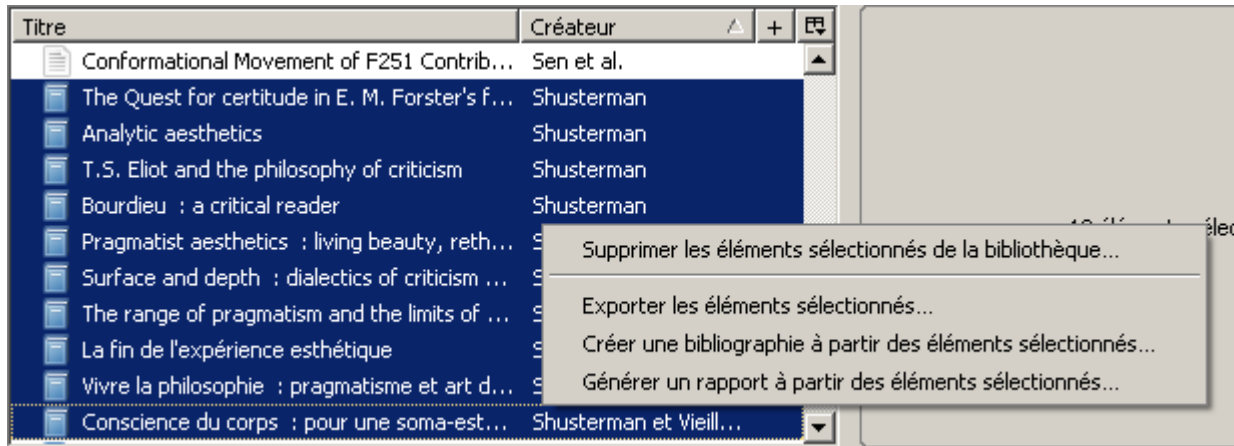 Titre Créateur +
Conformational Movement of F251 Contrib... Sen et al.
The Quest for certitude in E. M. Forster's f... Shusterman
Analytic aesthetics Shusterman
T.S. Eliot and the philosophy of criticism Shusterman
Bourdieu : a critical reader Shusterman
Pragmatist aesthetics : living beauty, reth...
Surface and depth : dialectics of criticism ...
The range of pragmatism and the limits of ...
La fin de l'expérience esthétique
Vivre la philosophie : pragmatisme et art d...
Conscience du corps : pour une soma-est... Shusterman et Vieill...
Supprimer les éléments sélectionnés de la bibliothèque...
Exporter les éléments sélectionnés...
Créer une bibliographie à partir des éléments sélectionnés...
Générer un rapport à partir des éléments sélectionnés...